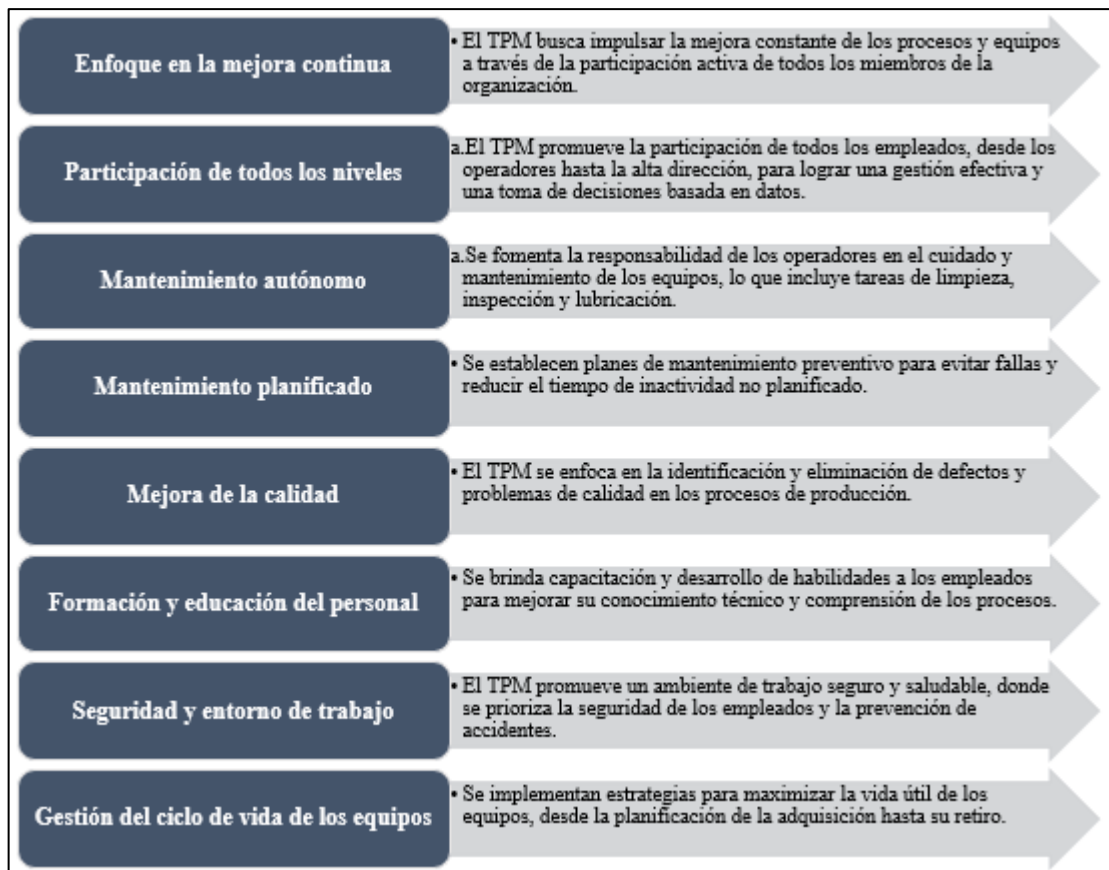 Enfoque en la mejora continua
• El TPM busca impulsar la mejora constante de los procesos y equipos
a través de la participación activa de todos los miembros de la
organización.
Participación de todos los niveles
a.El TPM promueve la participación de todos los empleados, desde los
operadores hasta la alta dirección, para lograr una gestión efectiva y
una toma de decisiones basada en datos.
Mantenimiento autónomo
a.Se fomenta la responsabilidad de los operadores en el cuidado y
mantenimiento de los equipos, lo que incluye tareas de limpieza,
inspección y lubricación.
Mantenimiento planificado
• Se establecen planes de mantenimiento preventivo para evitar fallas y
reducir el tiempo de inactividad no planificado.
Mejora de la calidad
• El TPM se enfoca en la identificación y eliminación de defectos y
problemas de calidad en los procesos de producción.
Formación y educación del personal
• Se brinda capacitación y desarrollo de habilidades a los empleados
para mejorar su conocimiento técnico y comprensión de los procesos.
Seguridad y entorno de trabajo
• El TPM promueve un ambiente de trabajo seguro y saludable, donde
se prioriza la seguridad de los empleados y la prevención de
accidentes.
Gestión del ciclo de vida de los equipos
• Se implementan estrategias para maximizar la vida útil de los
equipos, desde la planificación de la adquisición hasta su retiro.